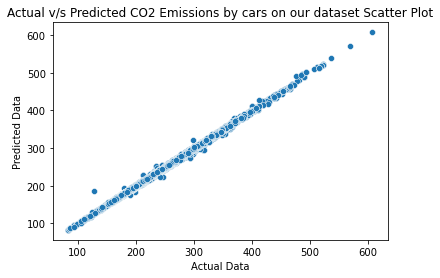 Actual v/s Predicted CO2 Emissions by cars on our dataset Scatter Plot
600
500
400
300
200
100
Predicted Data
100 200 300 400 500 600
Actual Data